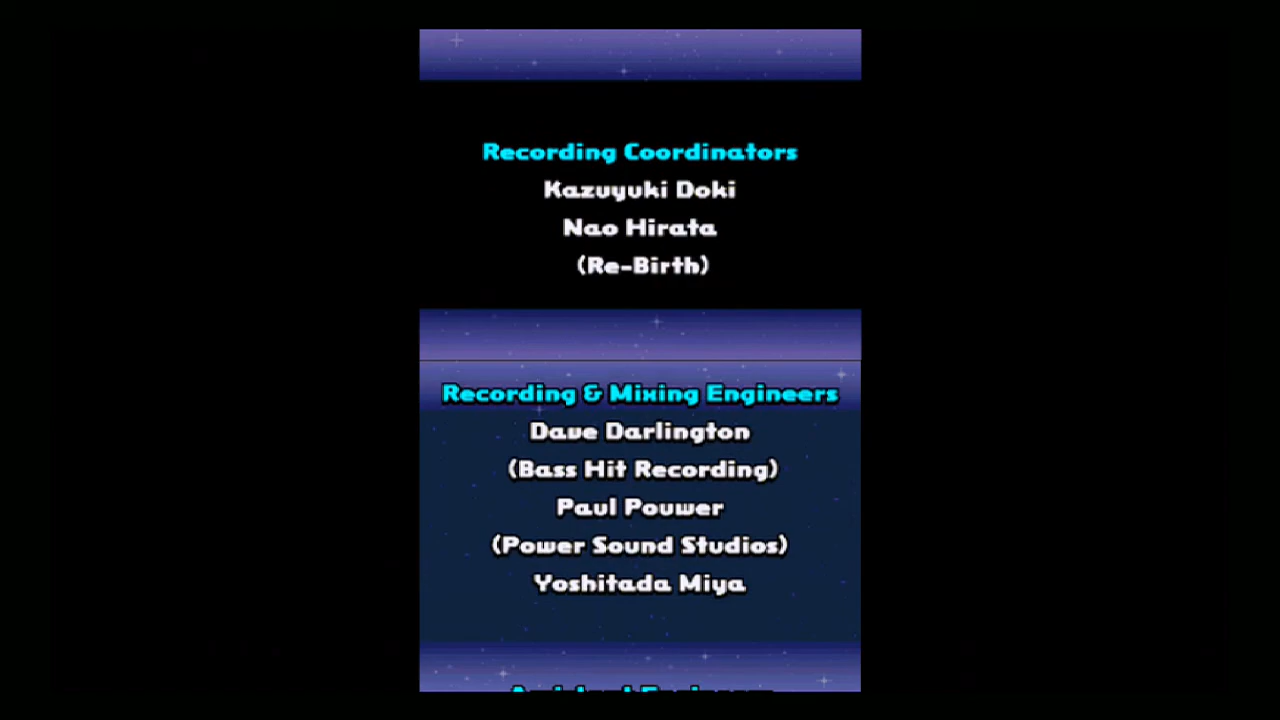 Recording Coordinators
Kazuyuki Doki
Nao Hirata
(Re-Birth)
Recording & Mixing Engineers
Dave Darlington
(Bass Hit Recording)
Paul Pouwer
(Power Sound Studios)
Yoshitada Miya